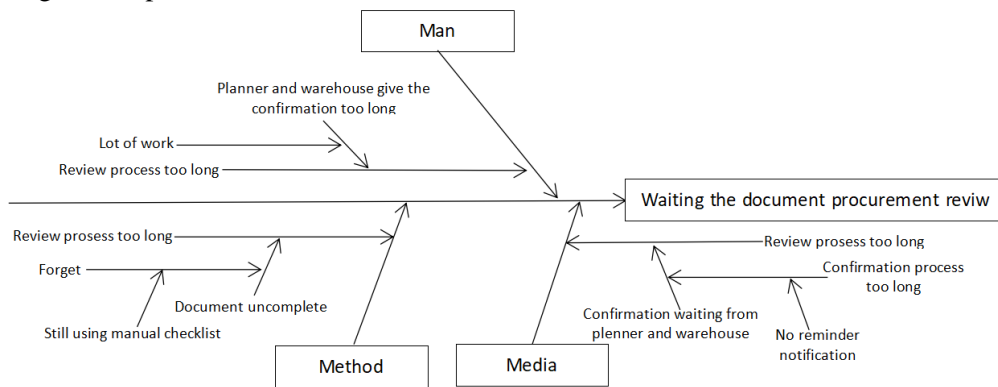 Man
Planner and warehouse give the
confirmation too long
Lot of work
Review process too long
Waiting the document procurement reviw
Review prosess too long
Review prosess too long
Forget
Confirmation process
too long
Document uncomplete
Confirmation waiting from
plenner and warehouse
Still using manual checklist
No reminder
notification
Method
Media